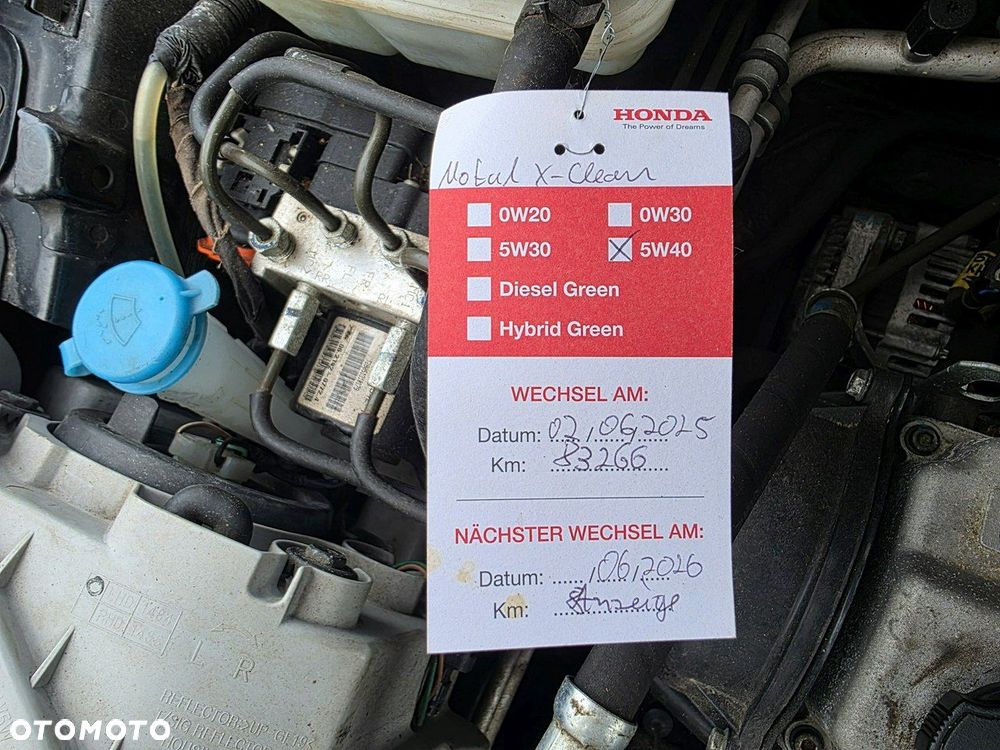 HONDA
The Power of Dreams
Motul X-Clean
0W20 0W30
5W30 5W40
Diesel Green
Hybrid Green
WECHSEL AM:
Datum: 02.06.2025
Km: 83266
NÄCHSTER WECHSEL AM:
Datum: .06.2026
Km: Anzeige
L R
OTOMOTO